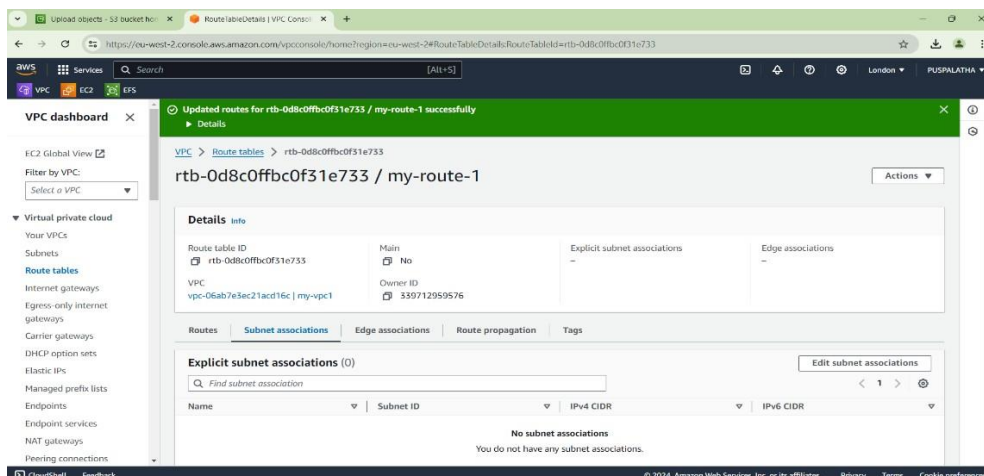 Upload objects - S3 bucket ho
RouteTableDetails | VPC Consol
https://eu-west-2.console.aws.amazon.com/vpcconsole/home?region=eu-west-2#RouteTableDetails:RouteTableId=rtb-0d8c0ffbc0f31e733
aws Services Search [Alt+S] London PUSPALATHA
VPC EC2 EFS
VPC dashboard
EC2 Global View
Filter by VPC:
Select a VPC
Virtual private cloud
Your VPCs
Subnets
Route tables
Internet gateways
Egress-only internet
gateways
Carrier gateways
DHCP option sets
Elastic IPs
Managed prefix lists
Endpoints
Endpoint services
NAT gateways
Peering connections
Updated routes for rtb-0d8c0ffbc0f31e733 / my-route-1 successfully
Details
VPC > Route tables > rtb-0d8c0ffbc0f31e733
rtb-0d8c0ffbc0f31e733 / my-route-1
Actions
Details Info
Route table ID
rtb-0d8c0ffbc0f31e733
Main
No
Explicit subnet associations
–
Edge associations
–
VPC
vpc-06ab7e3ec21acd16c | my-vpc1
Owner ID
339712959576
Routes Subnet associations Edge associations Route propagation Tags
Explicit subnet associations (0)
Edit subnet associations
Find subnet association
< 1 >
Name Subnet ID IPv4 CIDR IPv6 CIDR
No subnet associations
You do not have any subnet associations.
CloudShell Feedback © 2024, Amazon Web Services, Inc. or its affiliates. Privacy Terms Cookie preferences